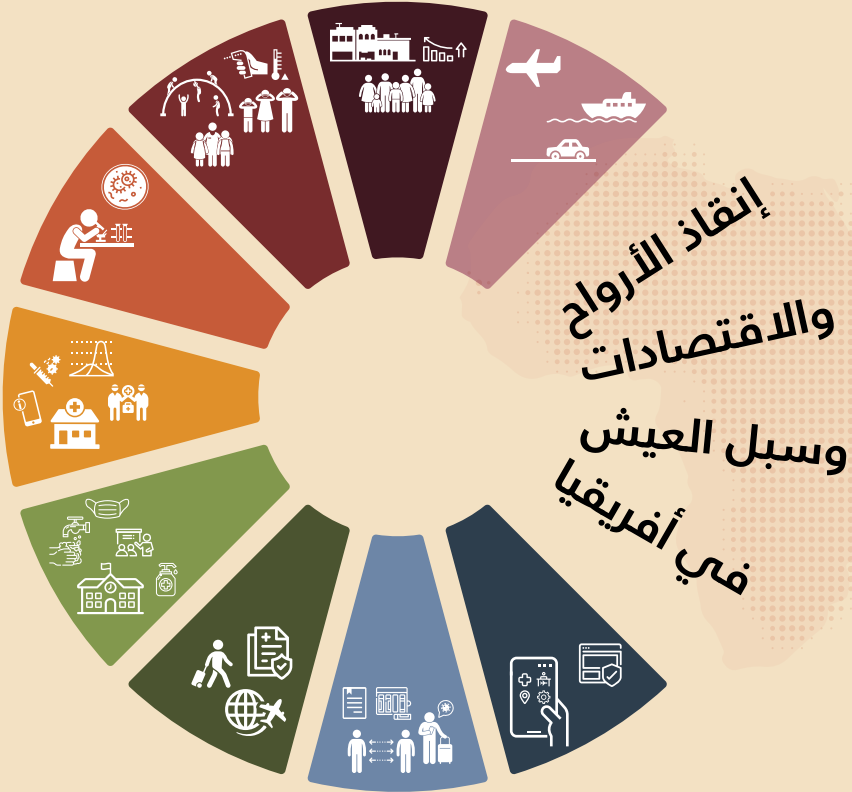 إنقاذ الأرواح
والاقتصادات
وسبل العيش
في أفريقيا